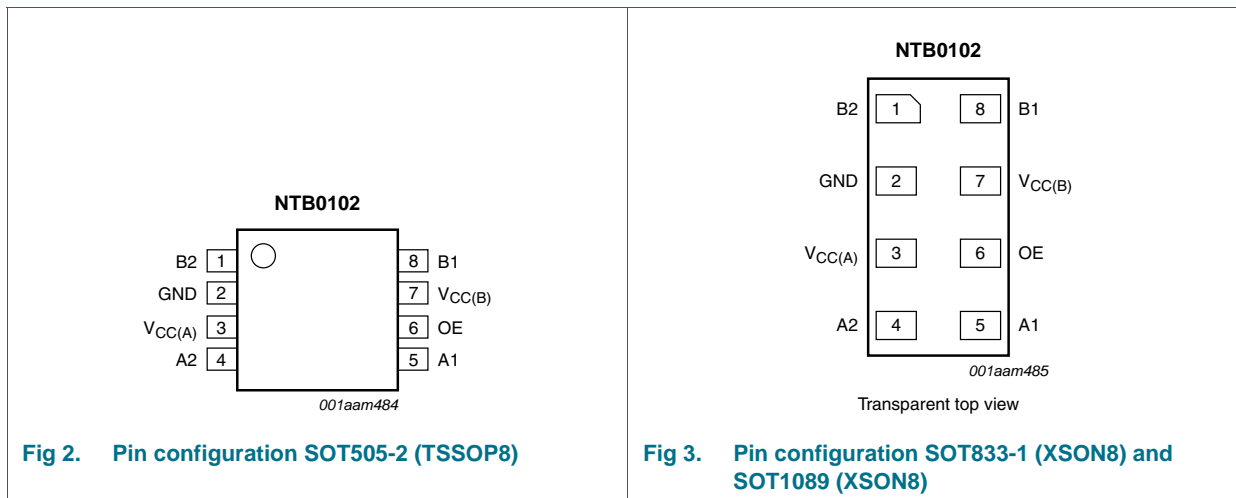 NTB0102
B2 1
8 B1
GND 2
7 VCC(B)
VCC(A) 3
6 OE
A2 4
5 A1
001aam484
Fig 2. Pin configuration SOT505-2 (TSSOP8)
NTB0102
B2 1
8 B1
GND 2
7 VCC(B)
VCC(A) 3
6 OE
A2 4
5 A1
001aam485
Transparent top view
Fig 3. Pin configuration SOT833-1 (XSON8) and
SOT1089 (XSON8)